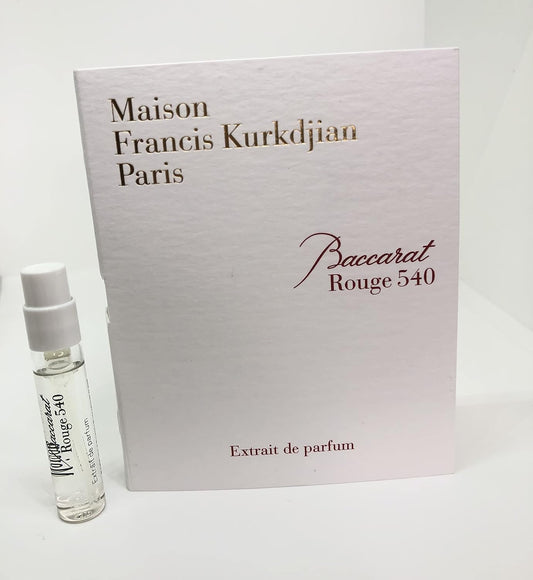 Maison
Francis Kurkdjian
Paris
Baccarat
Rouge 540
Extrait de parfum
Baccarat
Rouge 540
Extrait de parfum